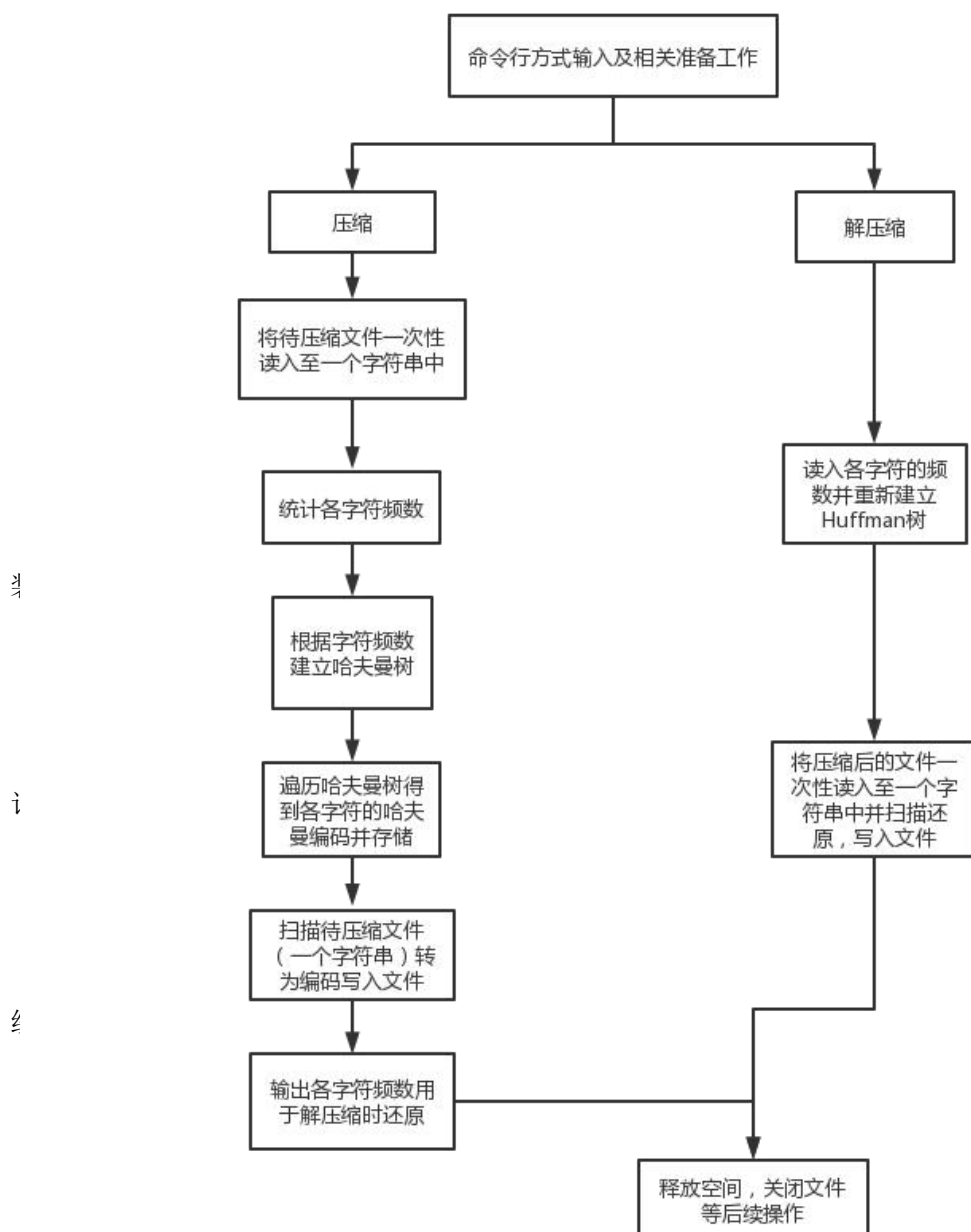 命令行方式输入及相关准备工作
压缩
解压缩
将待压缩文件一次性
读入至一个字符串中
统计各字符频数
读入各字符的频
数并重新建立
Huffman树
根据字符频数
建立哈夫曼树
遍历哈夫曼树得
到各字符的哈夫
曼编码并存储
将压缩后的文件一
次性读入至一个字
符串中并扫描还
原，写入文件
扫描待压缩文件
（一个字符串）转
为编码写入文件
输出各字符频数用
于解压缩时还原
释放空间，关闭文件
等后续操作